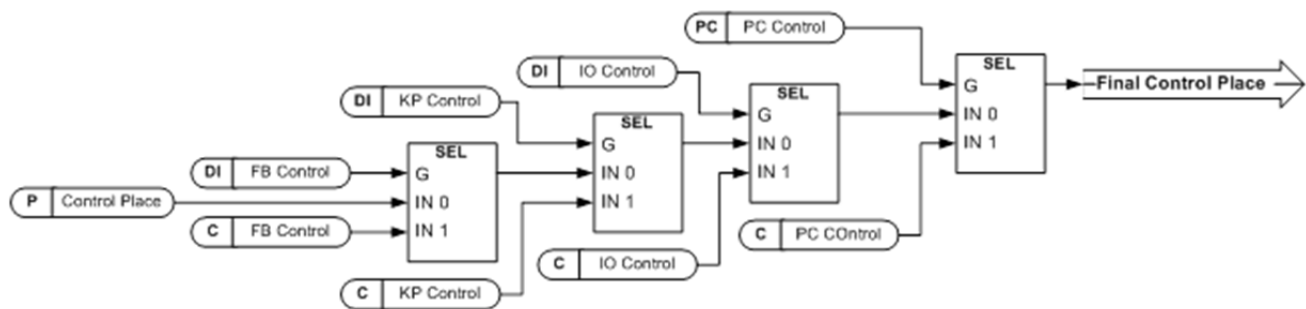 PC PC Control
SEL
DI IO Control
G
Final Control Place
SEL
DI KP Control
G
IN 0
SEL
IN 1
G
IN 0
SEL
DI FB Control
G
IN 0
IN 1
P Control Place
IN 0
IN 1
C FB Control
IN 1
C PC COntrol
C IO Control
C KP Control